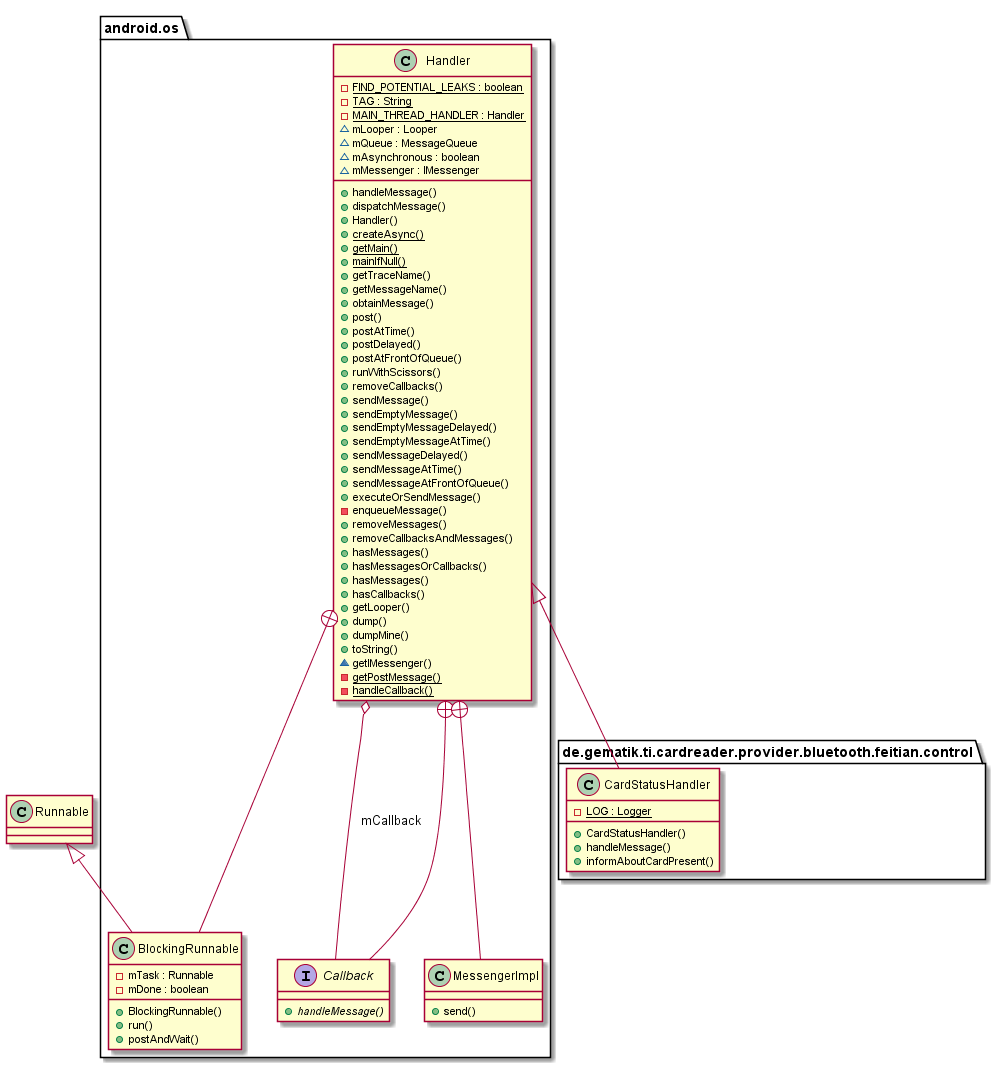 android.os
C Handler
FIND_POTENTIAL_LEAKS : boolean
TAG : String
MAIN_THREAD_HANDLER : Handler
mLooper : Looper
mQueue : MessageQueue
mAsynchronous : boolean
mMessenger : IMessenger
handleMessage()
dispatchMessage()
Handler()
createAsync()
getMain()
mainIfNull()
getTraceName()
getMessageName()
obtainMessage()
post()
postAtTime()
postDelayed()
postAtFrontOfQueue()
runWithScissors()
removeCallbacks()
sendMessage()
sendEmptyMessage()
sendEmptyMessageDelayed()
sendEmptyMessageAtTime()
sendMessageDelayed()
sendMessageAtTime()
sendMessageAtFrontOfQueue()
executeOrSendMessage()
enqueueMessage()
removeMessages()
removeCallbacksAndMessages()
hasMessages()
hasMessagesOrCallbacks()
hasMessages()
hasCallbacks()
getLooper()
dump()
dumpMine()
toString()
getIMessenger()
getPostMessage()
handleCallback()
de.gematik.ti.cardreader.provider.bluetooth.feitian.control
C CardStatusHandler
LOG : Logger
CardStatusHandler()
handleMessage()
informAboutCardPresent()
C Runnable
mCallback
C BlockingRunnable
mTask : Runnable
mDone : boolean
BlockingRunnable()
run()
postAndWait()
I Callback
handleMessage()
C MessengerImpl
send()